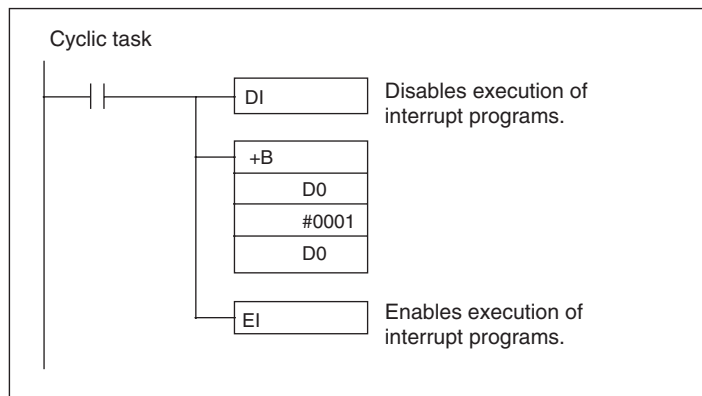 Cyclic task
DI
Disables execution of
interrupt programs.
+B
D0
#0001
D0
EI
Enables execution of
interrupt programs.